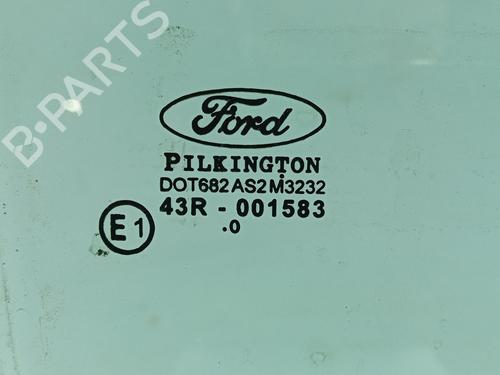 B-PARTS
Ford
PILKINGTON
DOT682AS2M3232
43R - 001583
E1
.0